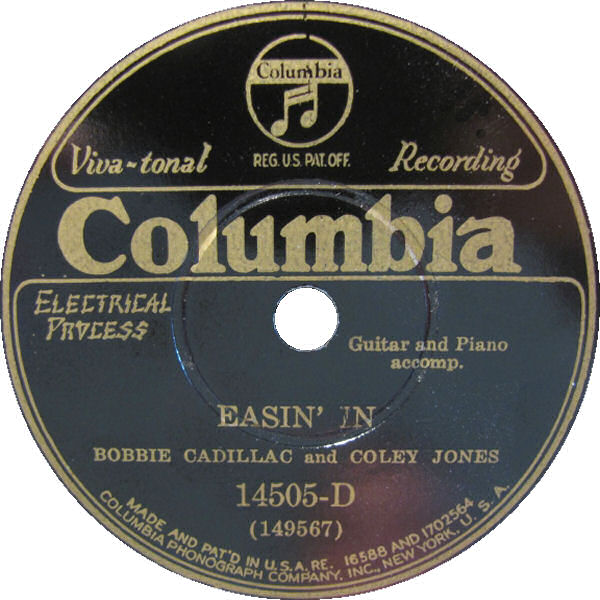 Columbia
REG. U.S. PAT. OFF.
Viva-tonal Recording
Columbia
ELECTRICAL
PROCESS
Guitar and Piano
accomp.
EASIN' IN
BOBBIE CADILLAC and COLEY JONES
14505-D
(149567)
MADE AND PAT'D IN U.S.A. RE. 16588 AND 1702564
COLUMBIA PHONOGRAPH COMPANY, INC., NEW YORK, U.S.A.